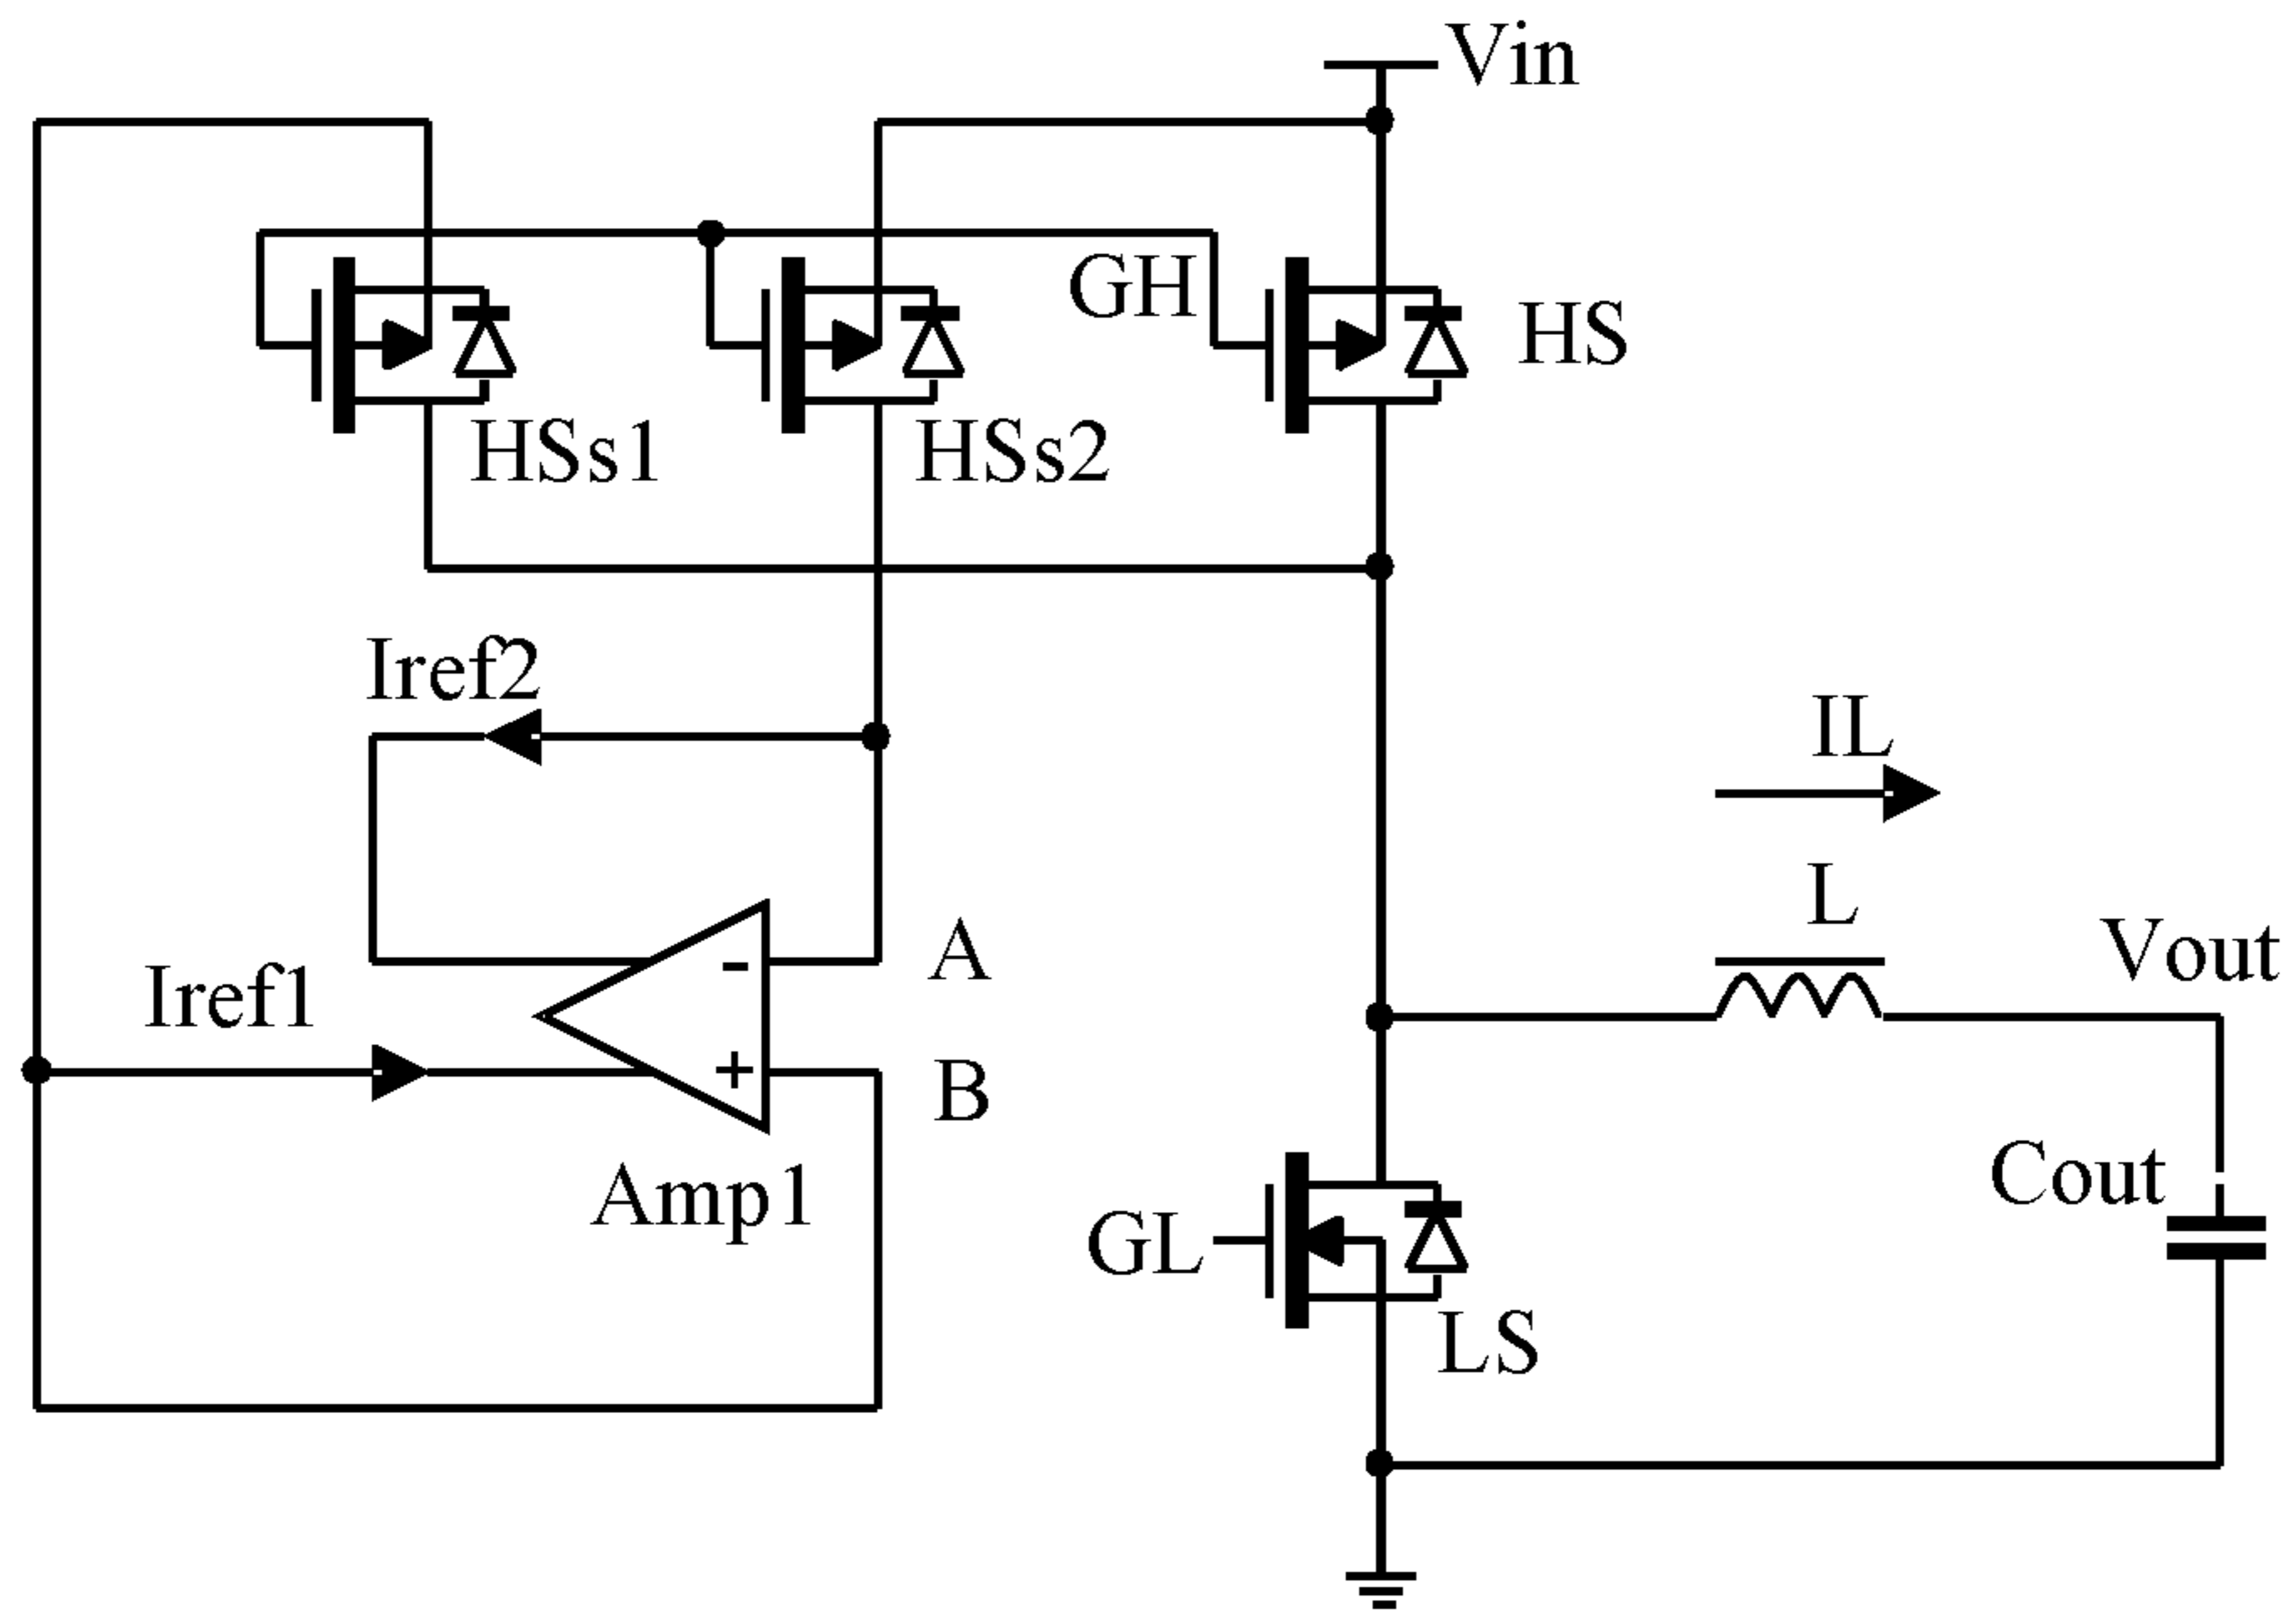 Vin
GH
HS
HSs1
HSs2
Iref2
IL
L
Vout
A
-
Iref1
B
+
Cout
Amp1
GL
LS